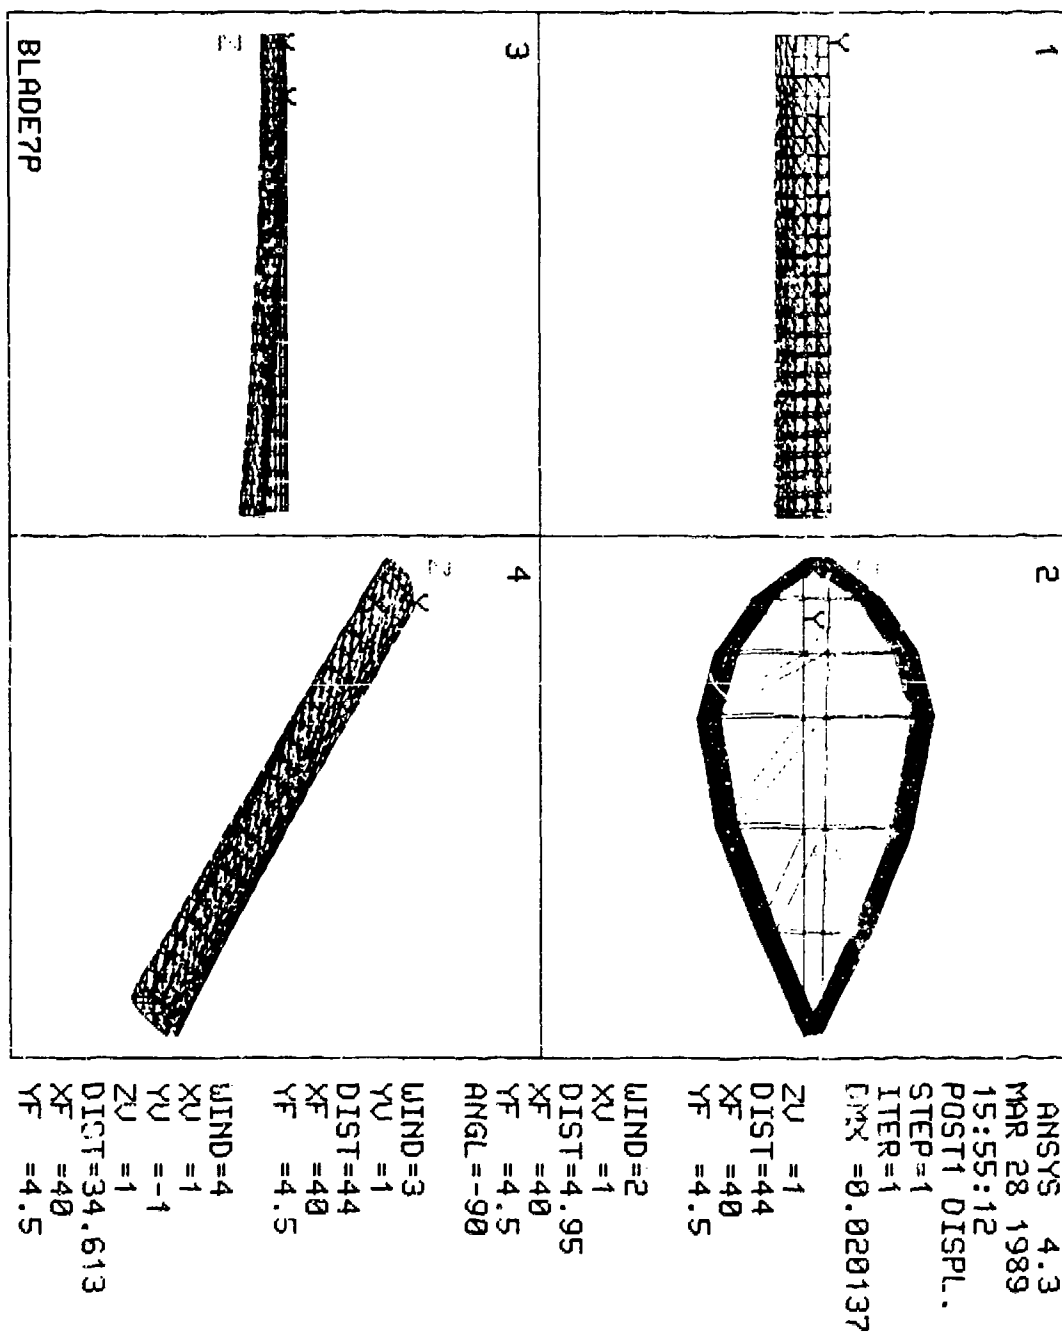 1
2
3
4
Y
Y
Y
Z
Y
Y
Z
BLADE7P
ANSYS 4.3
MAR 28 1989
15:55:12
POST1 DISPL.
STEP=1
ITER=1
DMX =0.020137
ZV =1
DIST=44
XF =40
YF =4.5
WIND=2
XV =1
DIST=4.95
XF =40
YF =4.5
ANGL=-90
WIND=3
YV =1
DIST=44
XF =40
YF =4.5
WIND=4
XV =1
YV =-1
ZV =1
DIST=34.613
XF =40
YF =4.5